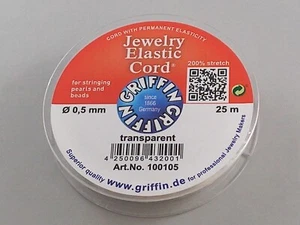 CORD WITH PERMANENT ELASTICITY
Jewelry
Elastic
Cord®
for stringing
pearls and
beads
200% stretch
Ø 0,5 mm
25 m
GRIFFIN GRIFFIN
since
1866
Germany
transparent
4 250096 432001
Art.No. 100105
Superior quality
www.griffin.de
for professional Jewelry Makers